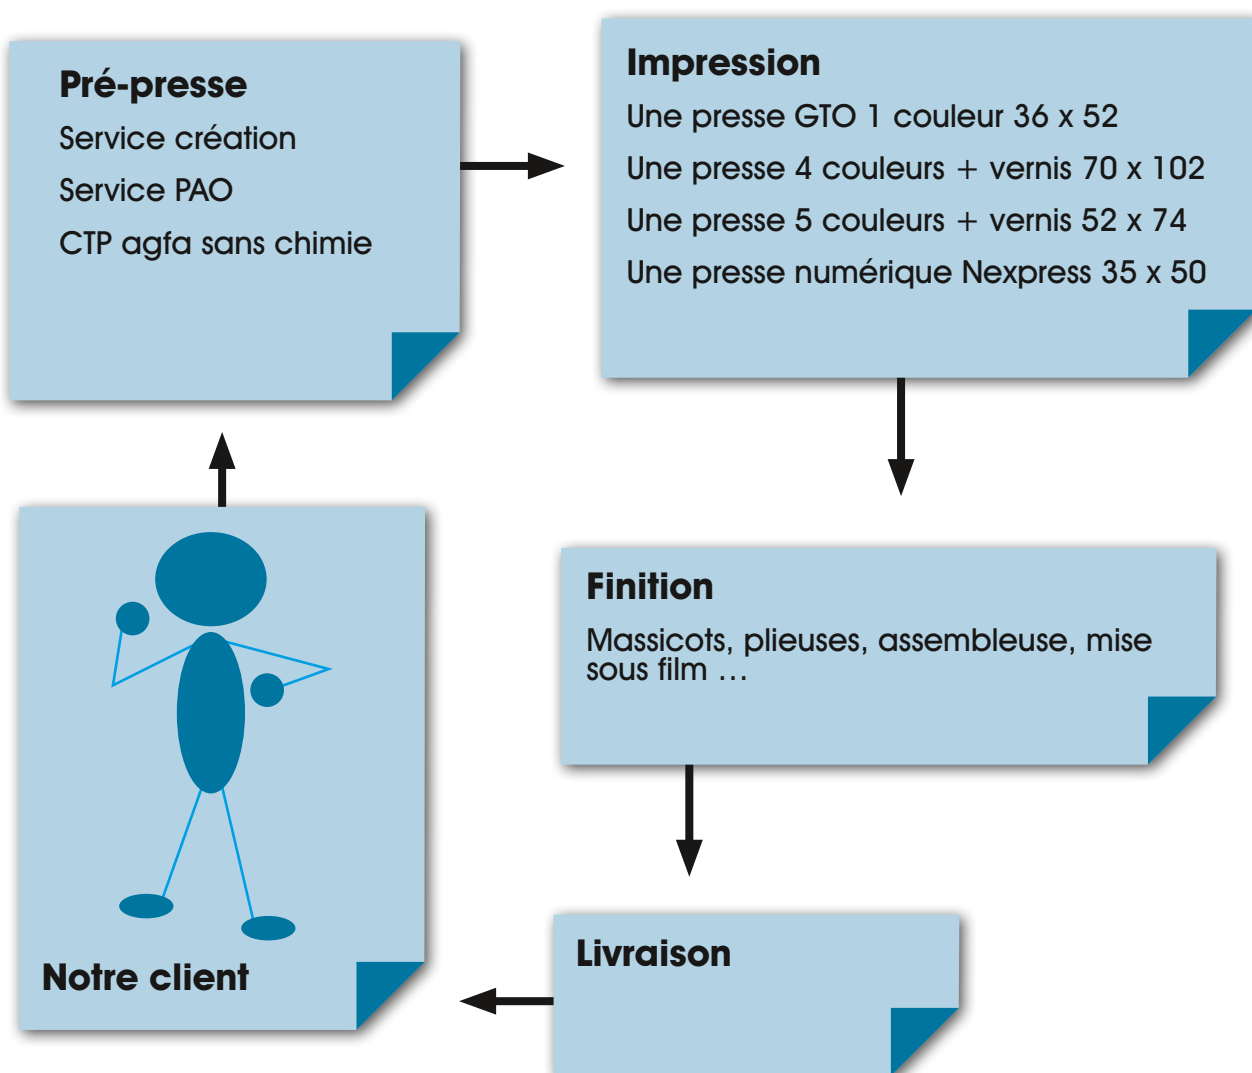 Pré-presse
Service création
Service PAO
CTP agfa sans chimie
Impression
Une presse GTO 1 couleur 36 x 52
Une presse 4 couleurs + vernis 70 x 102
Une presse 5 couleurs + vernis 52 x 74
Une presse numérique Nexpress 35 x 50
Finition
Massicots, plieuses, assembleuse, mise
sous film ...
Livraison
Notre client